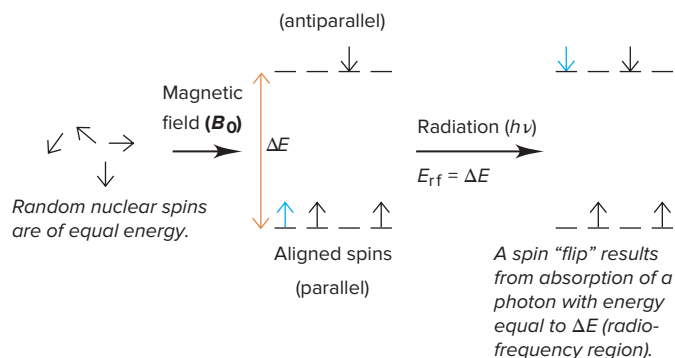 (antiparallel)
Magnetic
field (B0)
ΔE
Radiation (hν)
Erf = ΔE
Random nuclear spins
are of equal energy.
Aligned spins
(parallel)
A spin “flip” results
from absorption of a
photon with energy
equal to ΔE (radio-
frequency region).